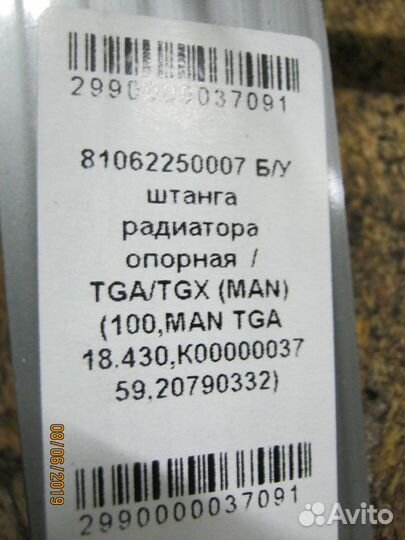 2990000037091
81062250007 Б/У
штанга
радиатора
опорная /
TGA/TGX (MAN)
(100,MAN TGA
18.430,K00000037
59,20790332)
2990000037091
08/06/2019
Avito